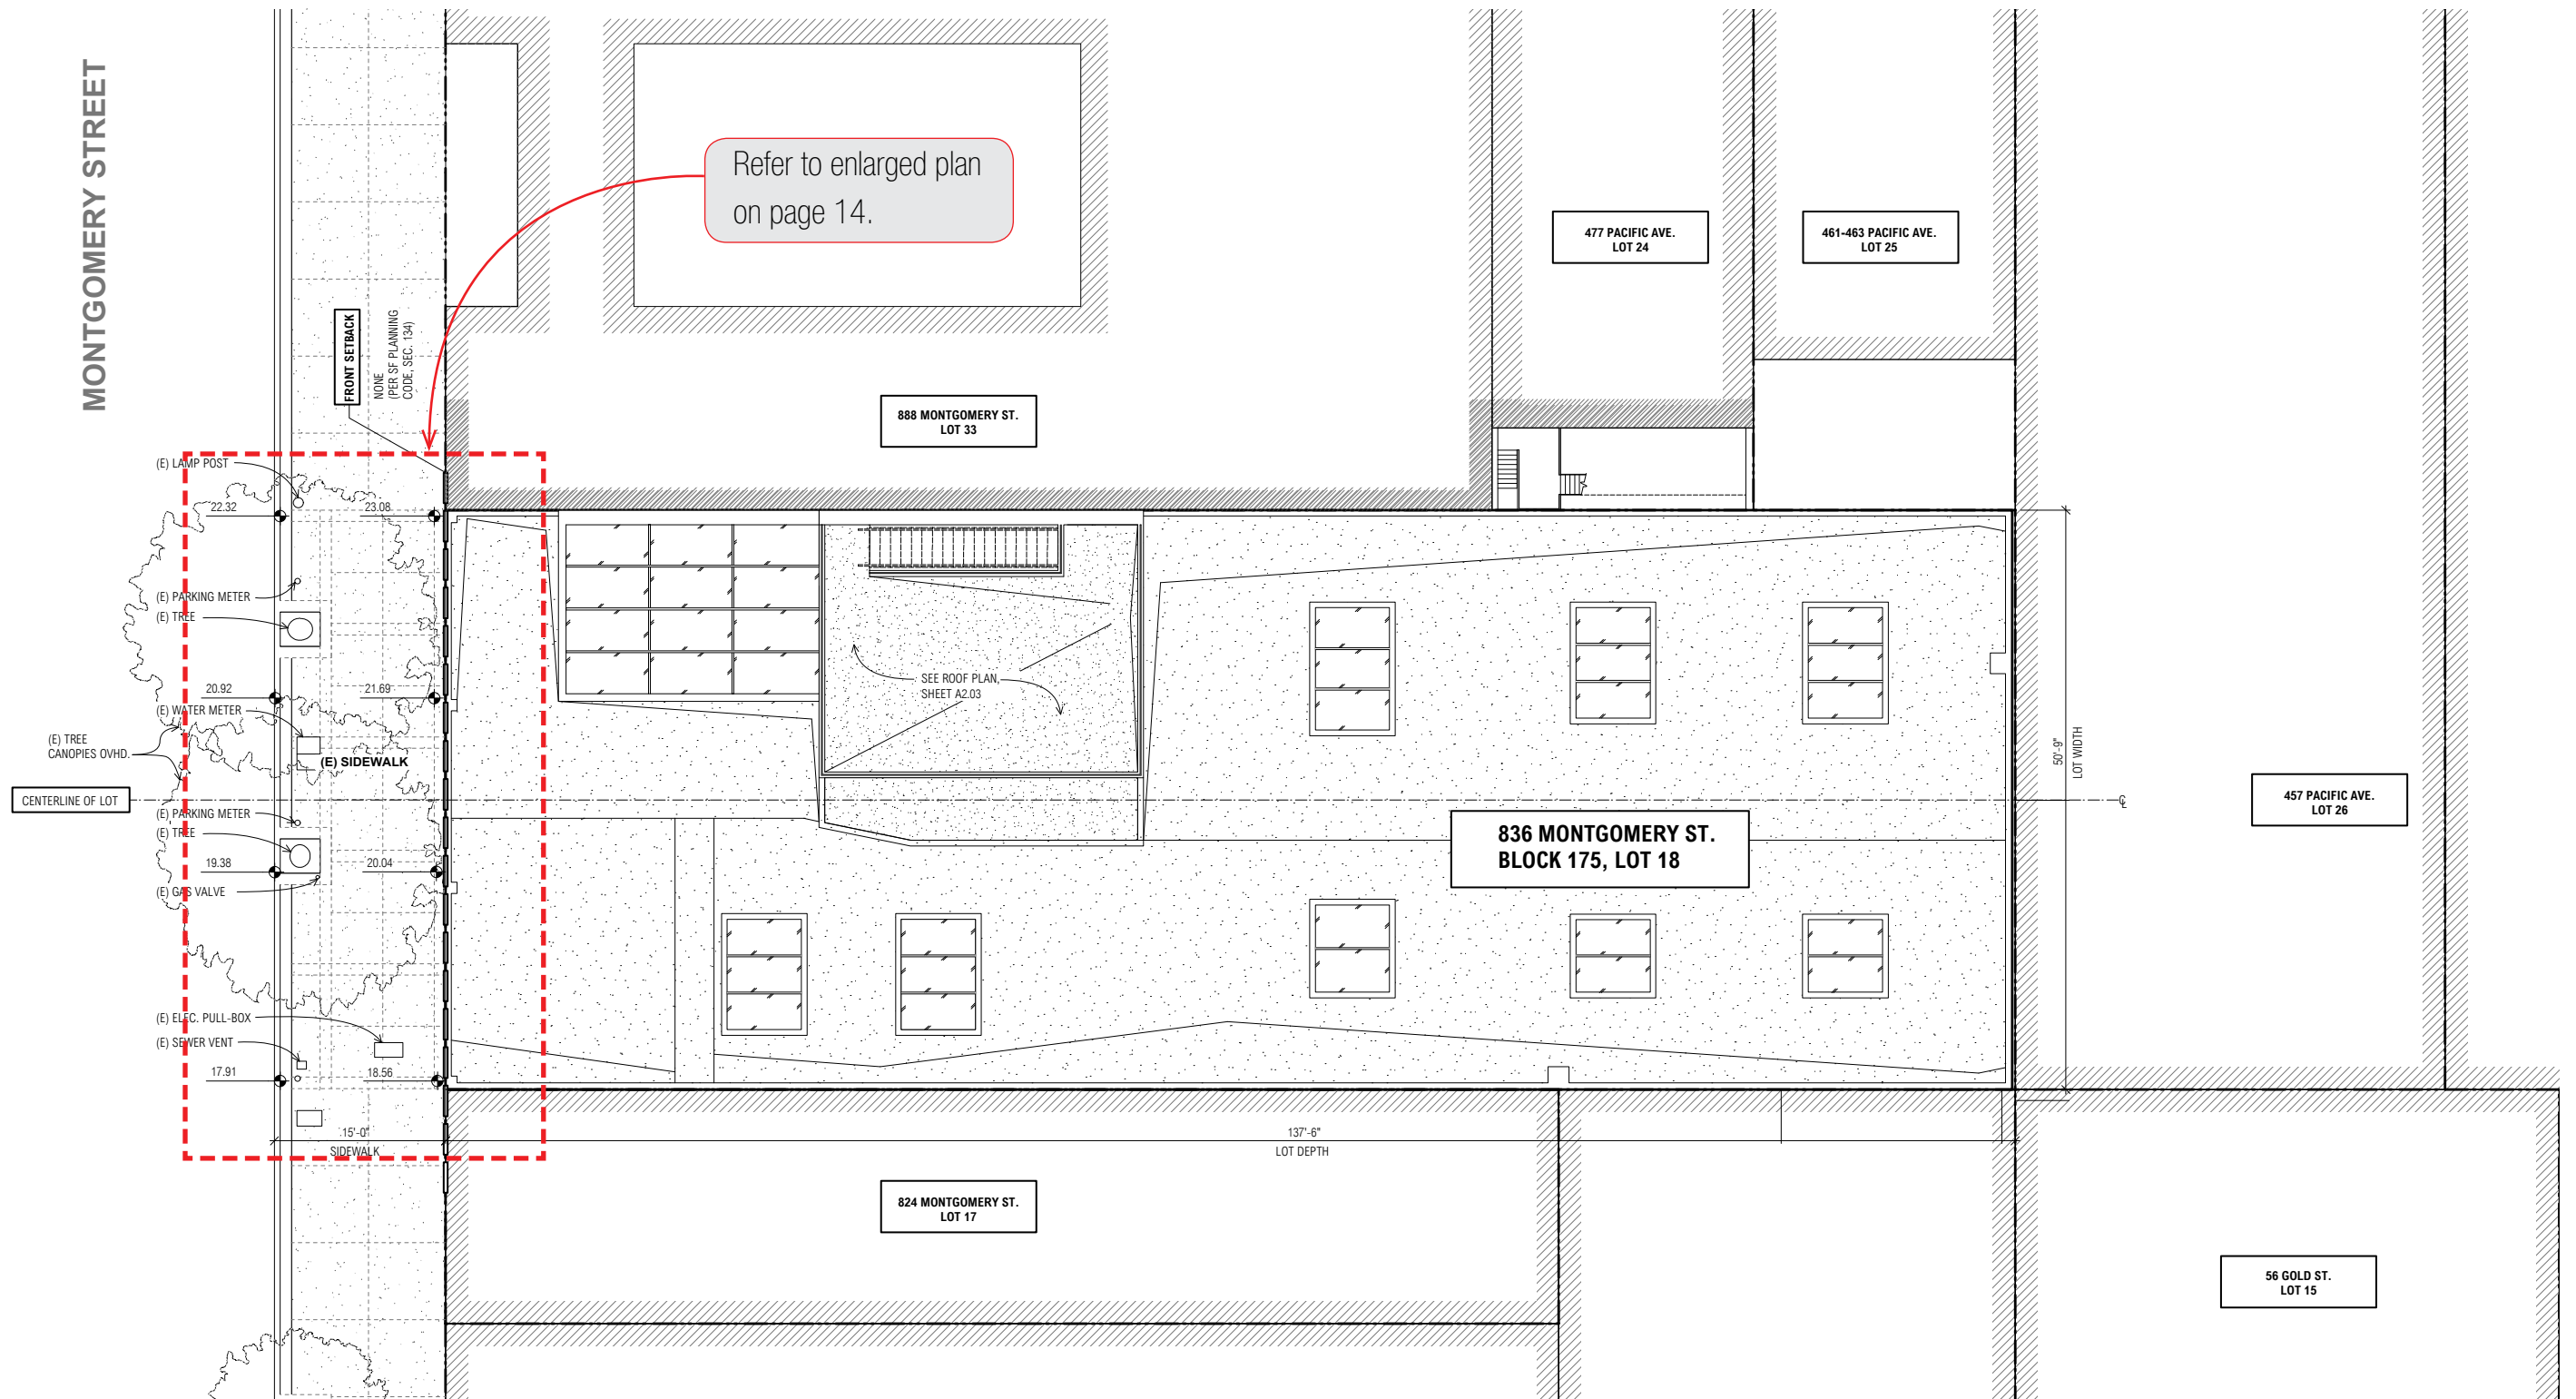 MONTGOMERY STREET
Refer to enlarged plan
on page 14.
477 PACIFIC AVE.
LOT 24
461-463 PACIFIC AVE.
LOT 25
FRONT SETBACK
NONE
(PER SF PLANNING
CODE, SEC. 134)
888 MONTGOMERY ST.
LOT 33
(E) LAMP POST
22.32
23.08
(E) PARKING METER
(E) TREE
20.92
21.69
(E) WATER METER
(E) TREE
CANOPIES OVHD.
(E) SIDEWALK
SEE ROOF PLAN,
SHEET A2.03
50'-9"
LOT WIDTH
CENTERLINE OF LOT
(E) PARKING METER
(E) TREE
19.38
20.04
(E) GAS VALVE
836 MONTGOMERY ST.
BLOCK 175, LOT 18
457 PACIFIC AVE.
LOT 26
(E) ELEC. PULL-BOX
(E) SEWER VENT
17.91
18.56
15'-0"
SIDEWALK
137'-6"
LOT DEPTH
824 MONTGOMERY ST.
LOT 17
56 GOLD ST.
LOT 15